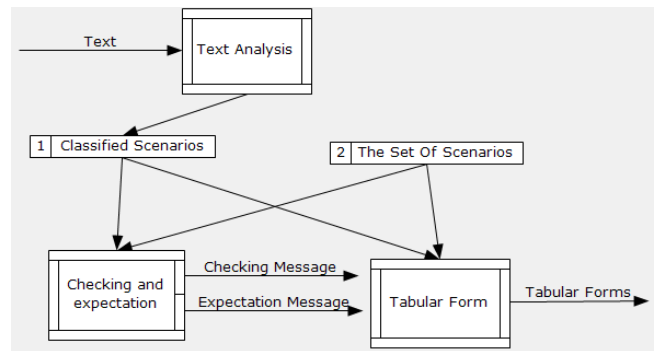 Text
Text Analysis
1 Classified Scenarios
2 The Set Of Scenarios
Checking Message
Checking and
expectation
Expectation Message
Tabular Form
Tabular Forms